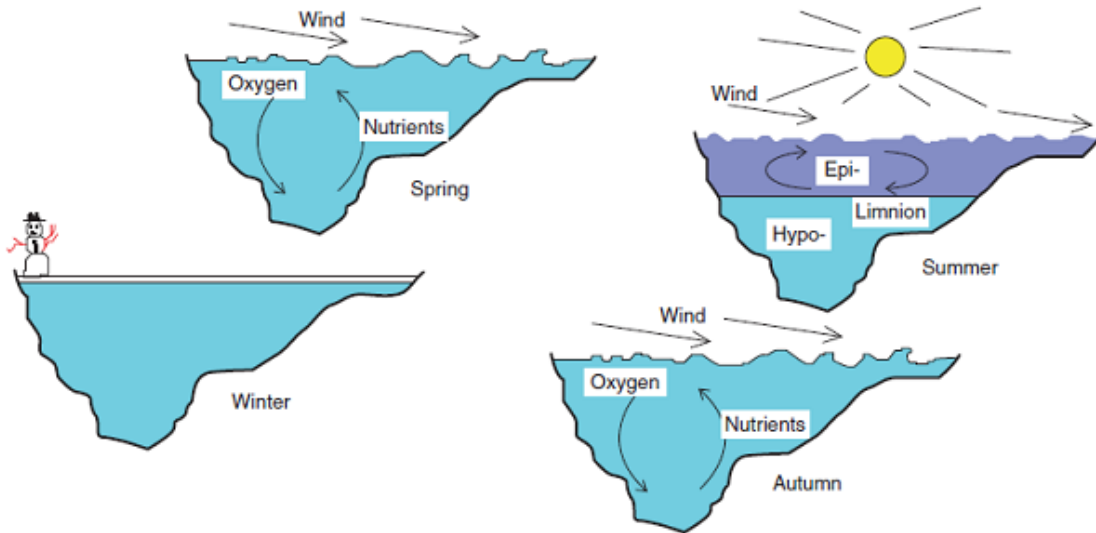 Wind
Oxygen
Nutrients
Spring
Wind
Epi-
Limnion
Hypo-
Summer
Winter
Wind
Oxygen
Nutrients
Autumn